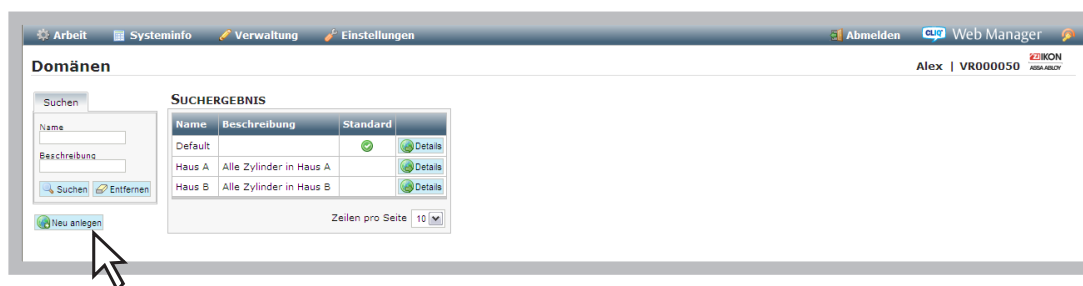 Arbeit Systeminfo Verwaltung Einstellungen Abmelden CLIQ Web Manager
Domänen Alex | VR000050 IKON
ASSA ABLOY
Suchen
Name
Beschreibung
Suchen Entfernen
Neu anlegen
SUCHERGEBNIS
Name Beschreibung Standard
Default Details
Haus A Alle Zylinder in Haus A Details
Haus B Alle Zylinder in Haus B Details
Zeilen pro Seite 10